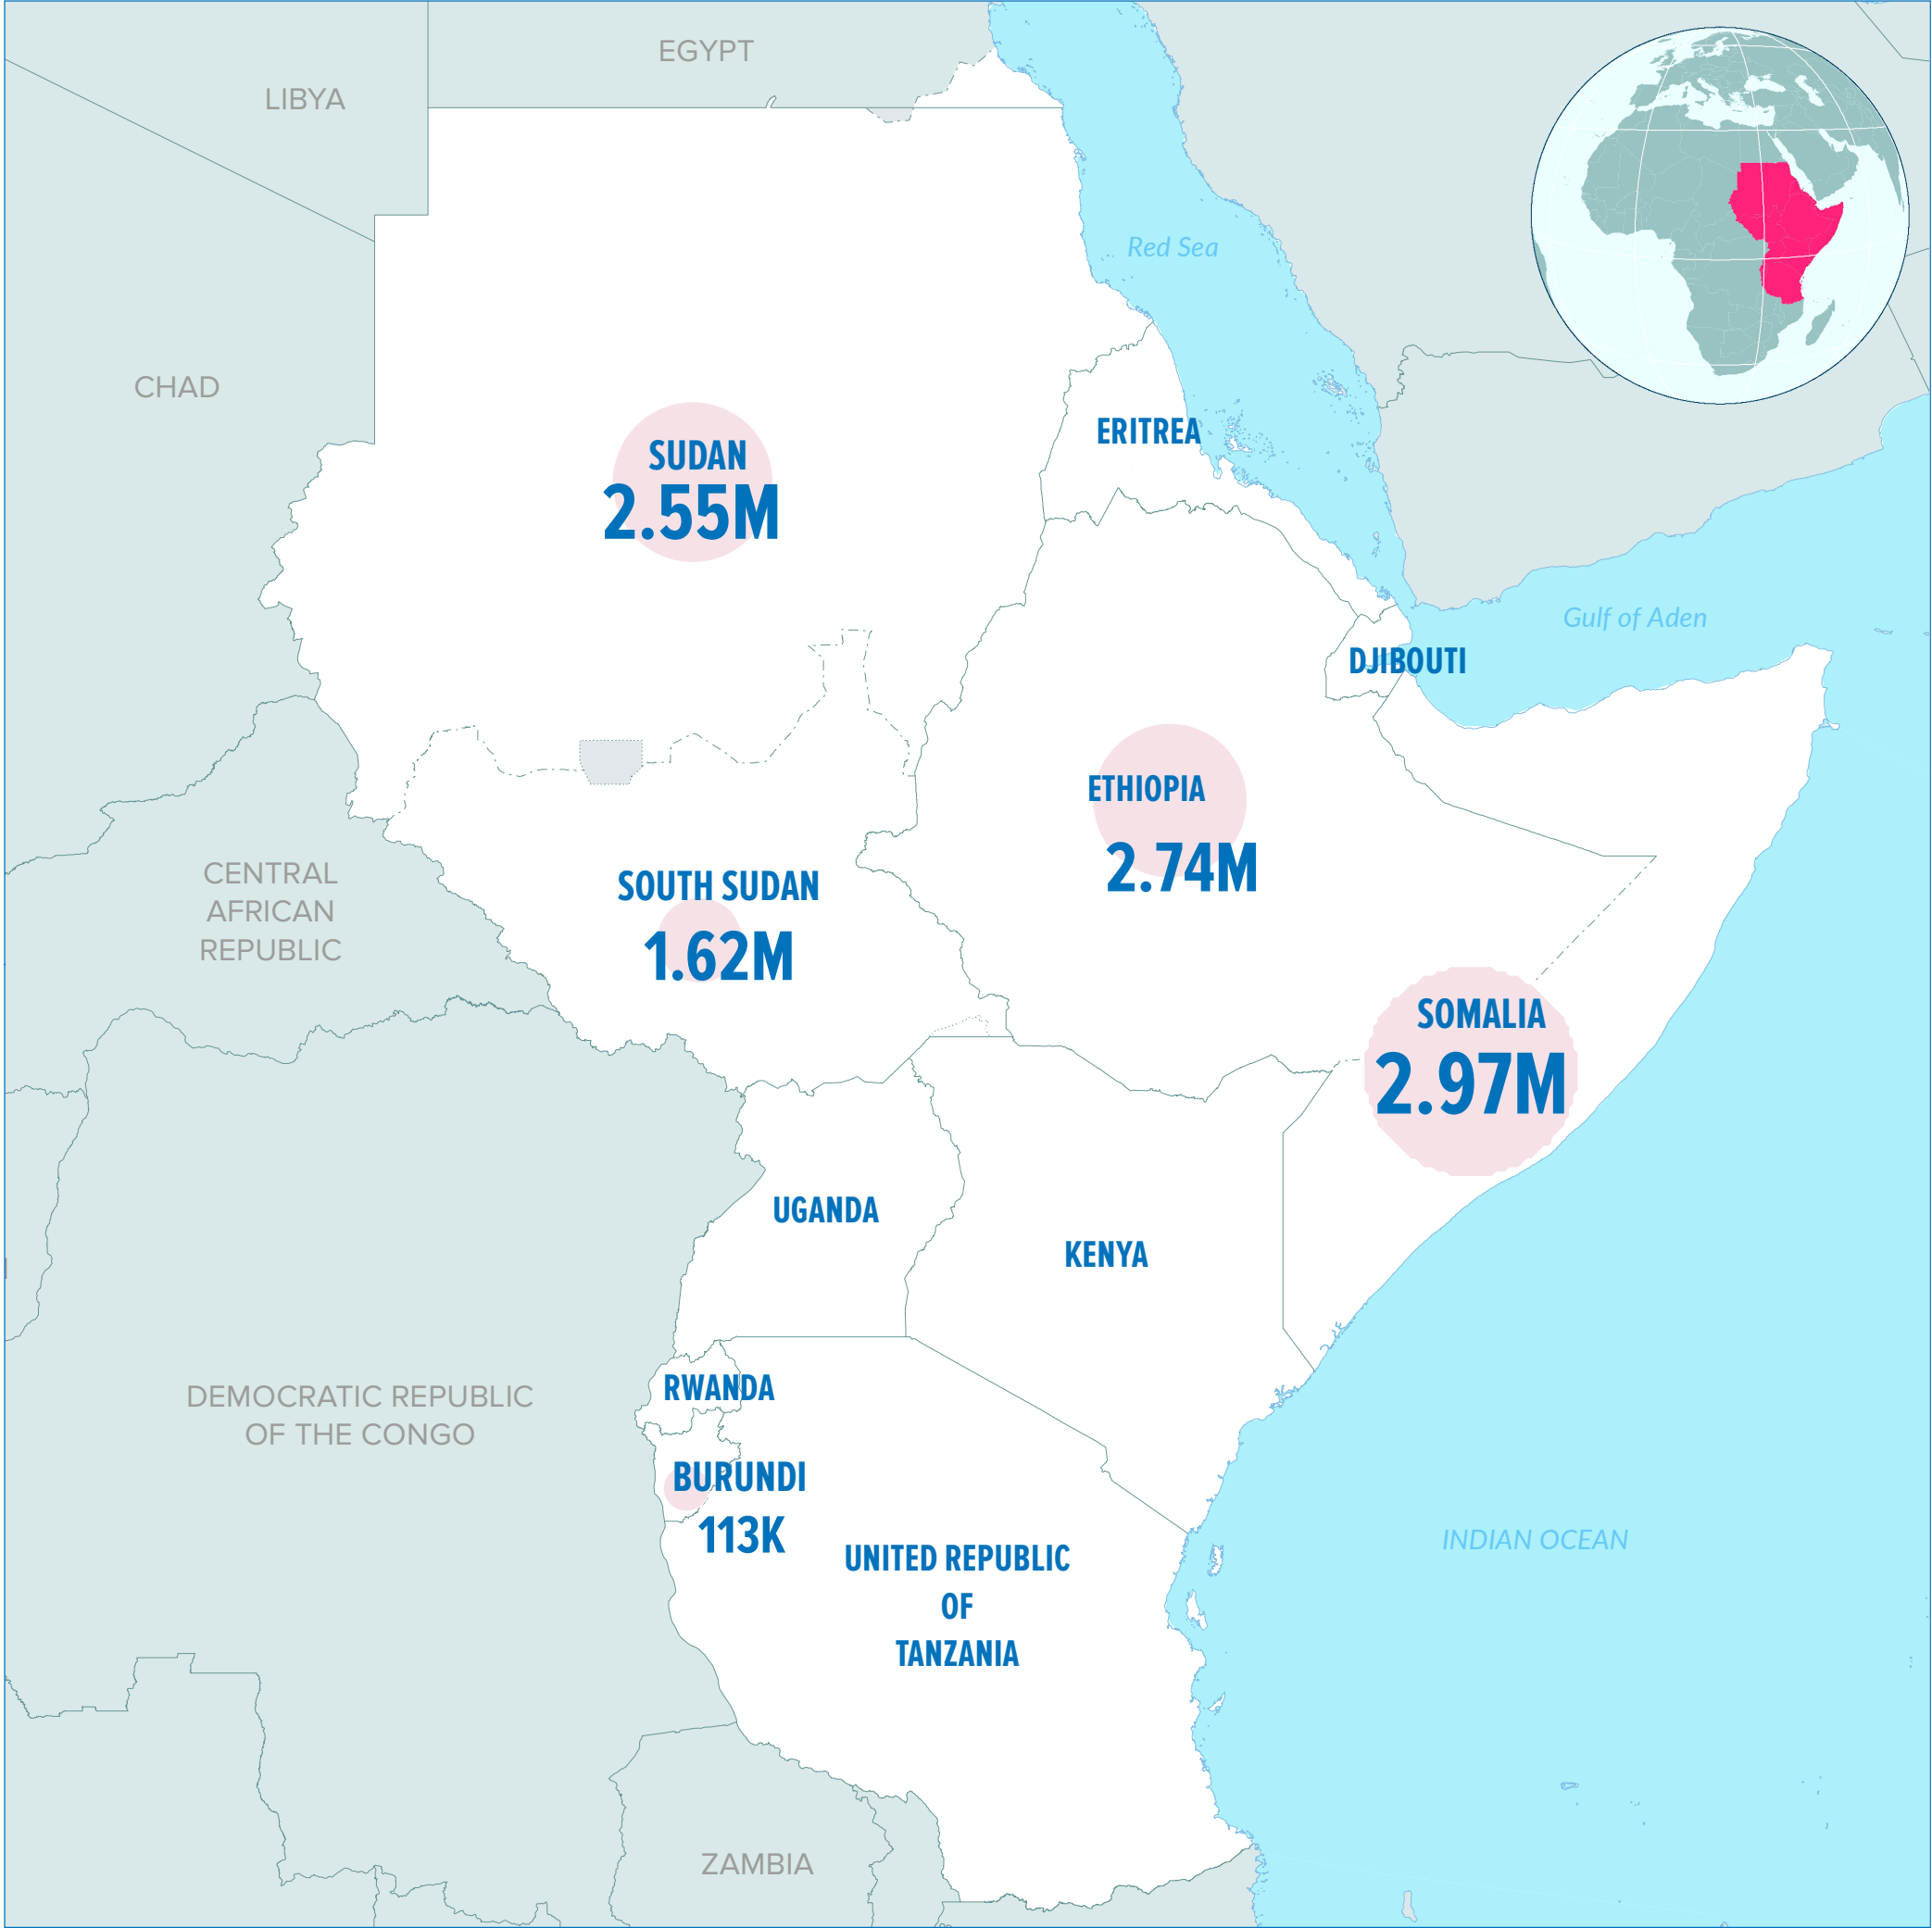 EGYPT
LIBYA
Red Sea
CHAD
ERITREA
SUDAN
2.55M
Gulf of Aden
DJIBOUTI
ETHIOPIA
2.74M
CENTRAL
AFRICAN
REPUBLIC
SOUTH SUDAN
1.62M
SOMALIA
2.97M
UGANDA
KENYA
RWANDA
DEMOCRATIC REPUBLIC
OF THE CONGO
BURUNDI
113K
INDIAN OCEAN
UNITED REPUBLIC
OF
TANZANIA
ZAMBIA